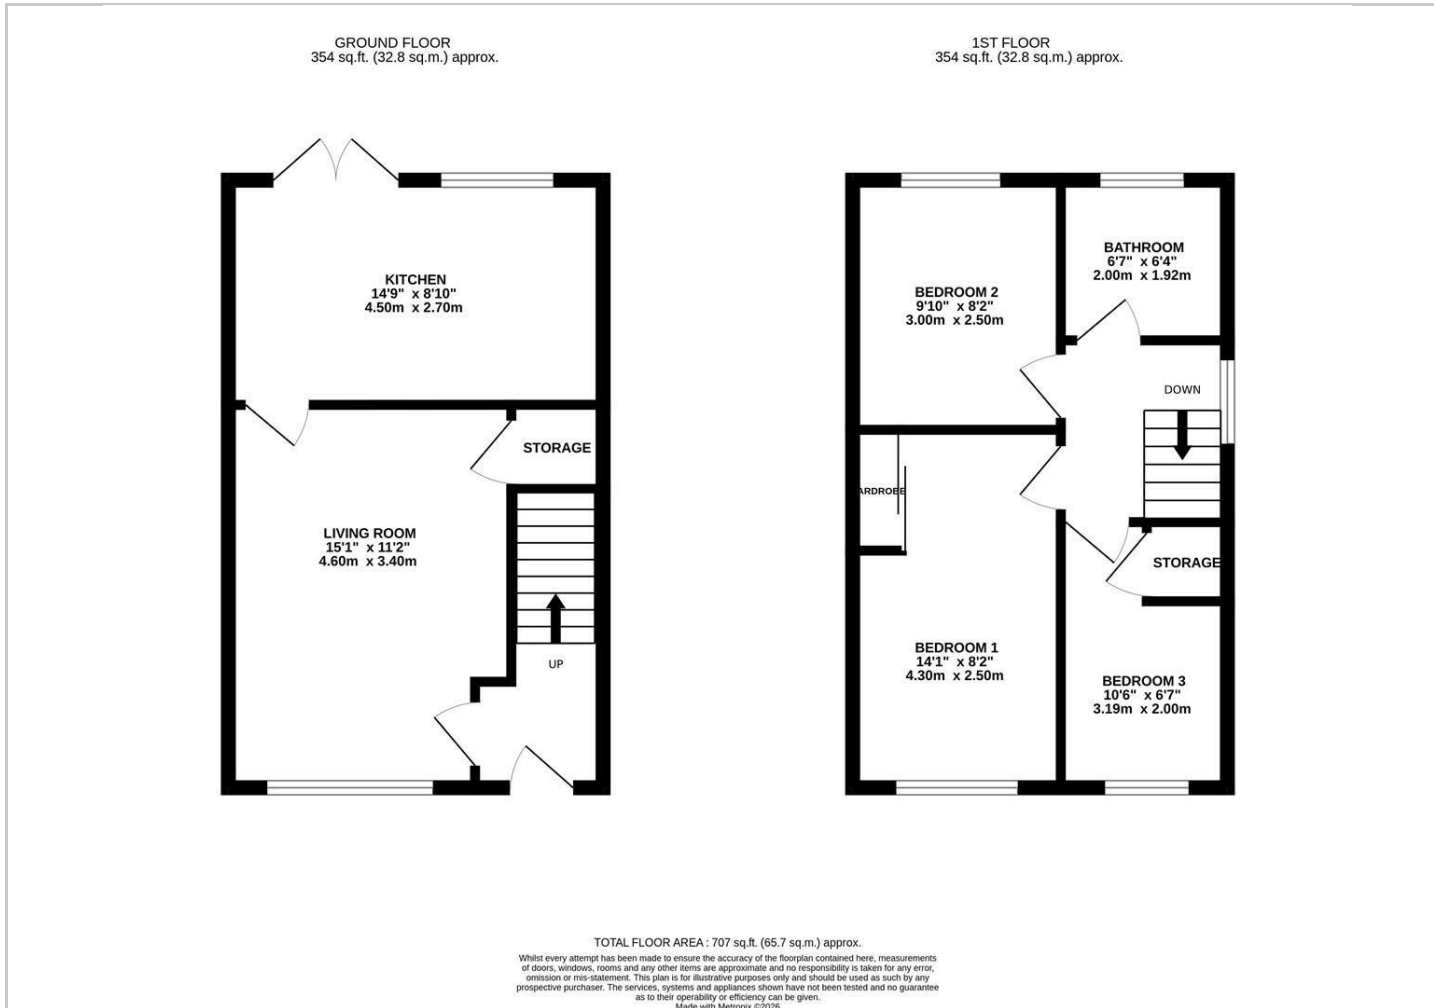 GROUND FLOOR
354 sq.ft. (32.8 sq.m.) approx.
1ST FLOOR
354 sq.ft. (32.8 sq.m.) approx.
KITCHEN
14'9" x 8'10"
4.50m x 2.70m
STORAGE
LIVING ROOM
15'1" x 11'2"
4.60m x 3.40m
UP
BEDROOM 2
9'10" x 8'2"
3.00m x 2.50m
BATHROOM
6'7" x 6'4"
2.00m x 1.92m
DOWN
ARDROBE
STORAGE
BEDROOM 1
14'1" x 8'2"
4.30m x 2.50m
BEDROOM 3
10'6" x 6'7"
3.19m x 2.00m
TOTAL FLOOR AREA : 707 sq.ft. (65.7 sq.m.) approx.
Whilst every attempt has been made to ensure the accuracy of the floorplan contained here, measurements
of doors, windows, rooms and any other items are approximate and no responsibility is taken for any error,
omission or mis-statement. This plan is for illustrative purposes only and should be used as such by any
prospective purchaser. The services, systems and appliances shown have not been tested and no guarantee
as to their operability or efficiency can be given.
Made with Metropix ©2026